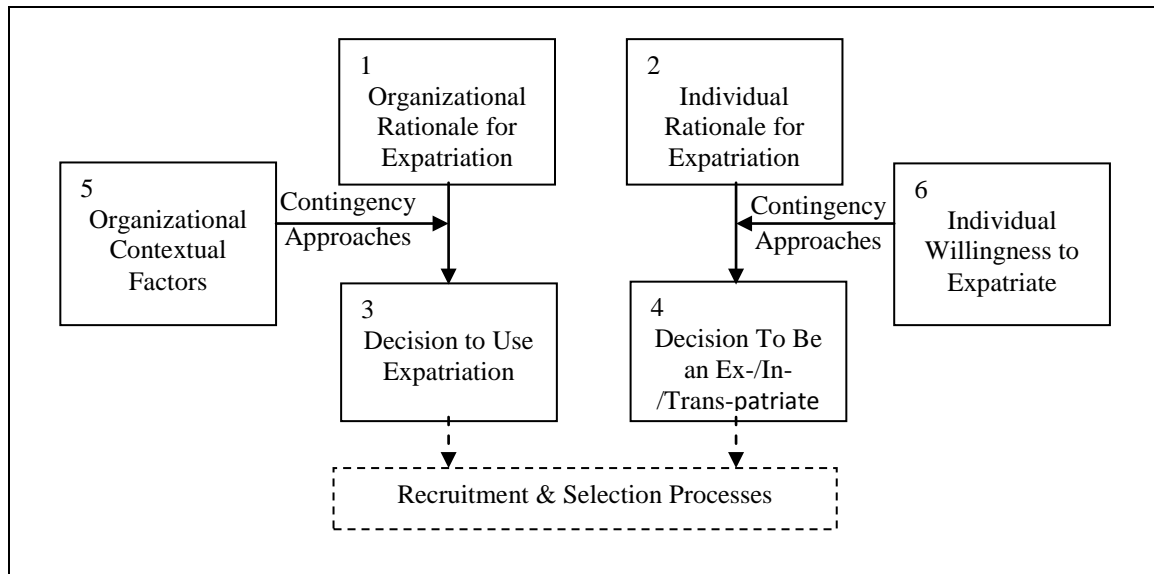 1
Organizational
Rationale for
Expatriation
2
Individual
Rationale for
Expatriation
5
Organizational
Contextual
Factors
Contingency
Approaches
Contingency
Approaches
6
Individual
Willingness to
Expatriate
3
Decision to Use
Expatriation
4
Decision To Be
an Ex-/In-
/Trans-patriate
Recruitment & Selection Processes